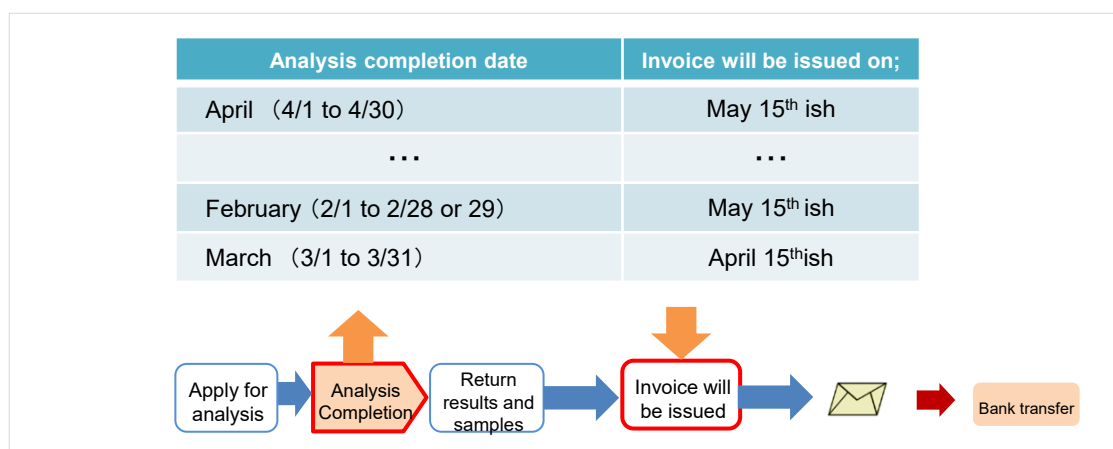 Analysis completion date
Invoice will be issued on;
April （4/1 to 4/30）
May 15th ish
...
...
February （2/1 to 2/28 or 29）
May 15th ish
March （3/1 to 3/31）
April 15thish
Apply for
analysis
Analysis
Completion
Return
results and
samples
Invoice will
be issued
Bank transfer